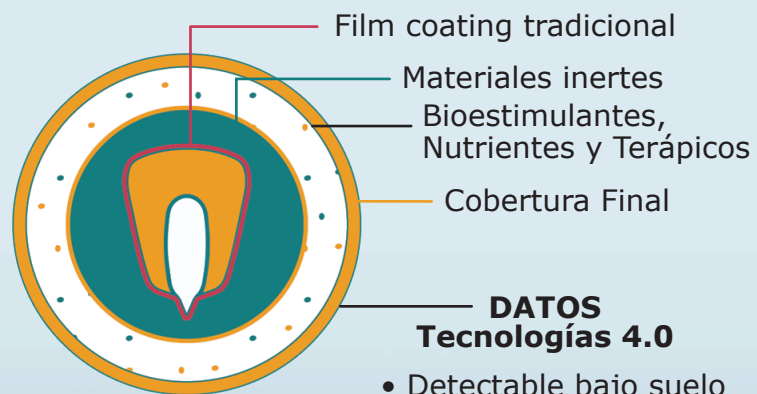 Film coating tradicional
Materiales inertes
Bioestimulantes,
Nutrientes y Terápicos
Cobertura Final
DATOS
Tecnologías 4.0
• Detectable bajo suelo